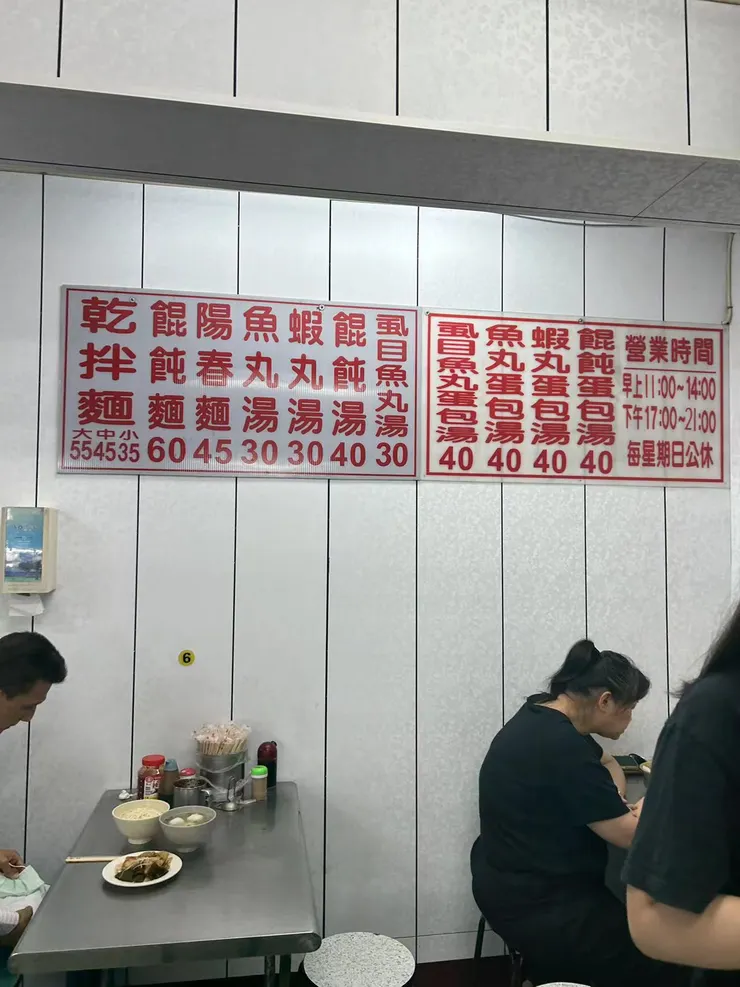 乾拌麵
大中小
554535
餛飩麵
60
陽春麵
45
魚丸湯
30
蝦丸湯
30
餛飩湯
40
虱目魚丸湯
30
虱目魚丸蛋包湯
40
魚丸蛋包湯
40
蝦丸蛋包湯
40
餛飩蛋包湯
40
營業時間
早上11:00~14:00
下午17:00~21:00
每星期日公休
6